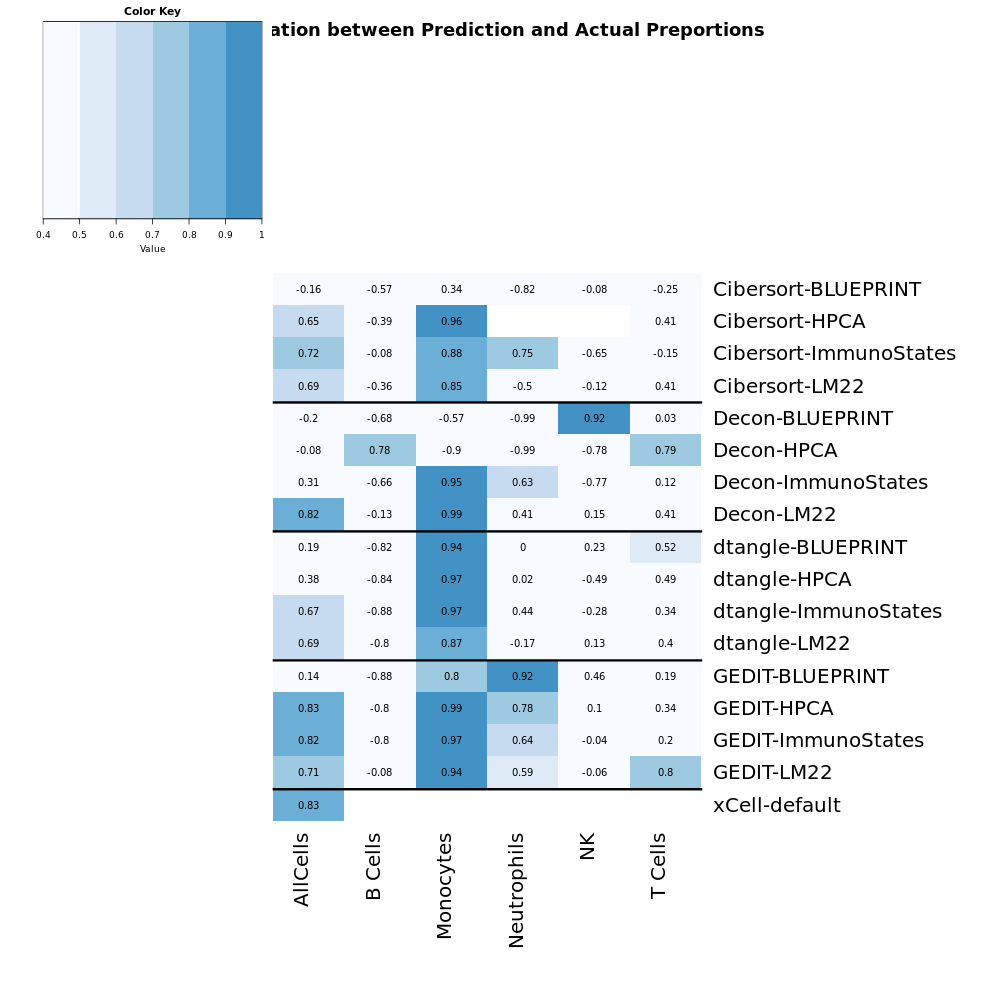 Color Key
ation between Prediction and Actual Preportions
0.4 0.5 0.6 0.7 0.8 0.9 1
Value
-0.16 -0.57 0.34 -0.82 -0.08 -0.25 Cibersort-BLUEPRINT
0.65 -0.39 0.96 0.41 Cibersort-HPCA
0.72 -0.08 0.88 0.75 -0.65 -0.15 Cibersort-ImmunoStates
0.69 -0.36 0.85 -0.5 -0.12 0.41 Cibersort-LM22
-0.2 -0.68 -0.57 -0.99 0.92 0.03 Decon-BLUEPRINT
-0.08 0.78 -0.9 -0.99 -0.78 0.79 Decon-HPCA
0.31 -0.66 0.95 0.63 -0.77 0.12 Decon-ImmunoStates
0.82 -0.13 0.99 0.41 0.15 0.41 Decon-LM22
0.19 -0.82 0.94 0 0.23 0.52 dtangle-BLUEPRINT
0.38 -0.84 0.97 0.02 -0.49 0.49 dtangle-HPCA
0.67 -0.88 0.97 0.44 -0.28 0.34 dtangle-ImmunoStates
0.69 -0.8 0.87 -0.17 0.13 0.4 dtangle-LM22
0.14 -0.88 0.8 0.92 0.46 0.19 GEDIT-BLUEPRINT
0.83 -0.8 0.99 0.78 0.1 0.34 GEDIT-HPCA
0.82 -0.8 0.97 0.64 -0.04 0.2 GEDIT-ImmunoStates
0.71 -0.08 0.94 0.59 -0.06 0.8 GEDIT-LM22
0.83 xCell-default
AllCells
B Cells
Monocytes
Neutrophils
NK
T Cells